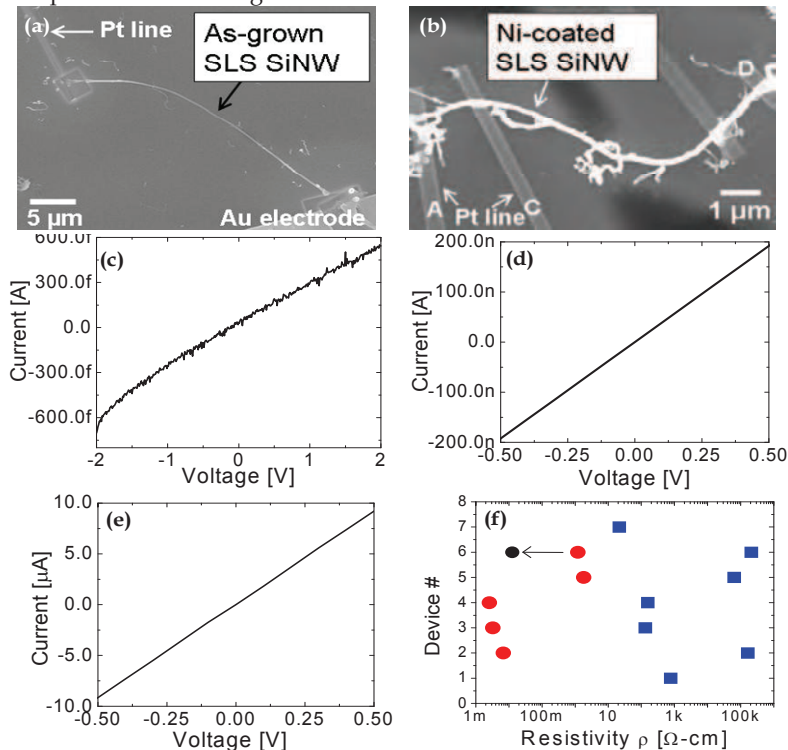 (a)
Pt line
As-grown
SLS SiNW
5 μm
Au electrode
(b)
Ni-coated
SLS SiNW
D
A
Pt line
C
1 μm
(c)
600.0f
300.0f
0.0
-300.0f
-600.0f
Current [A]
-2
-1
0
1
2
Voltage [V]
(d)
200.0n
100.0n
0.0
-100.0n
-200.0n
Current [A]
-0.50
-0.25
0.00
0.25
0.50
Voltage [V]
(e)
10.0
5.0
0.0
-5.0
-10.0
Current [μA]
-0.50
-0.25
0.00
0.25
0.50
Voltage [V]
(f)
8
7
6
5
4
3
2
1
Device #
1m
100m
10
1k
100k
Resistivity ρ [Ω-cm]